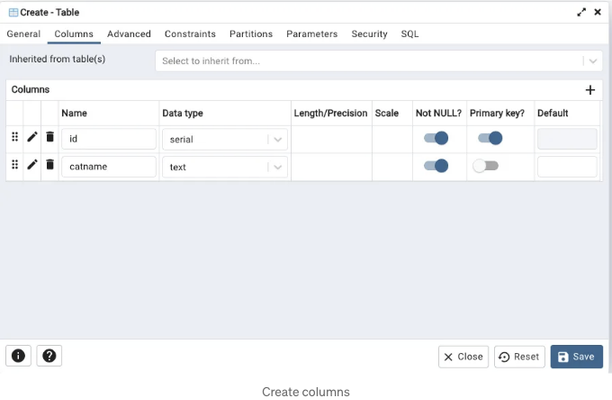 Create - Table
General Columns Advanced Constraints Partitions Parameters Security SQL
Inherited from table(s) Select to inherit from...
Columns
Name Data type Length/Precision Scale Not NULL? Primary key? Default
id serial
catname text
Close Reset Save
Create columns